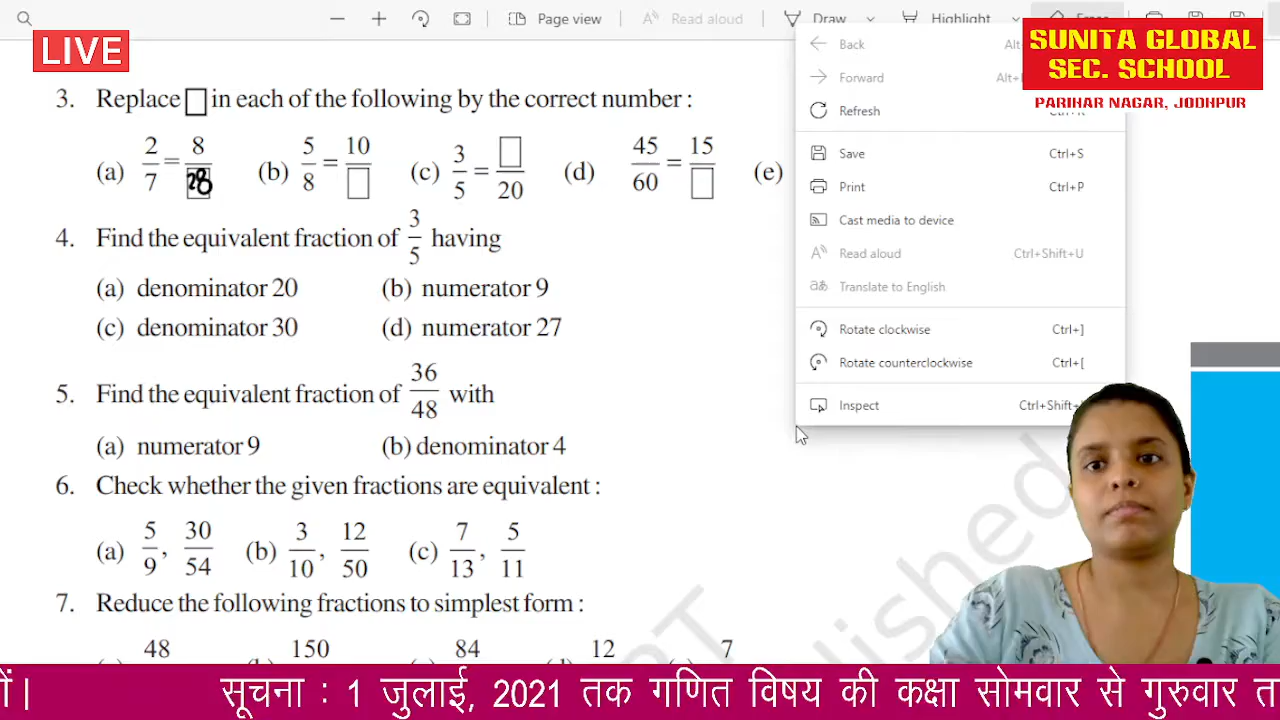 Page view
Read aloud
Draw
Highlight
Erase
LIVE
SUNITA GLOBAL
SEC. SCHOOL
PARIHAR NAGAR, JODHPUR
3. Replace □ in each of the following by the correct number :
(a) 2/7 = 8/28 (b) 5/8 = 10/□ (c) 3/5 = □/20 (d) 45/60 = 15/□ (e)
4. Find the equivalent fraction of 3/5 having
(a) denominator 20 (b) numerator 9
(c) denominator 30 (d) numerator 27
5. Find the equivalent fraction of 36/48 with
(a) numerator 9 (b) denominator 4
6. Check whether the given fractions are equivalent :
(a) 5/9, 30/54 (b) 3/10, 12/50 (c) 7/13, 5/11
7. Reduce the following fractions to simplest form :
48 150 84 12 7
Back Alt
Forward Alt+
Refresh
Save Ctrl+S
Print Ctrl+P
Cast media to device
Read aloud Ctrl+Shift+U
Translate to English
Rotate clockwise Ctrl+]
Rotate counterclockwise Ctrl+[
Inspect Ctrl+Shift+
सूचना : 1 जुलाई, 2021 तक गणित विषय की कक्षा सोमवार से गुरुवार त